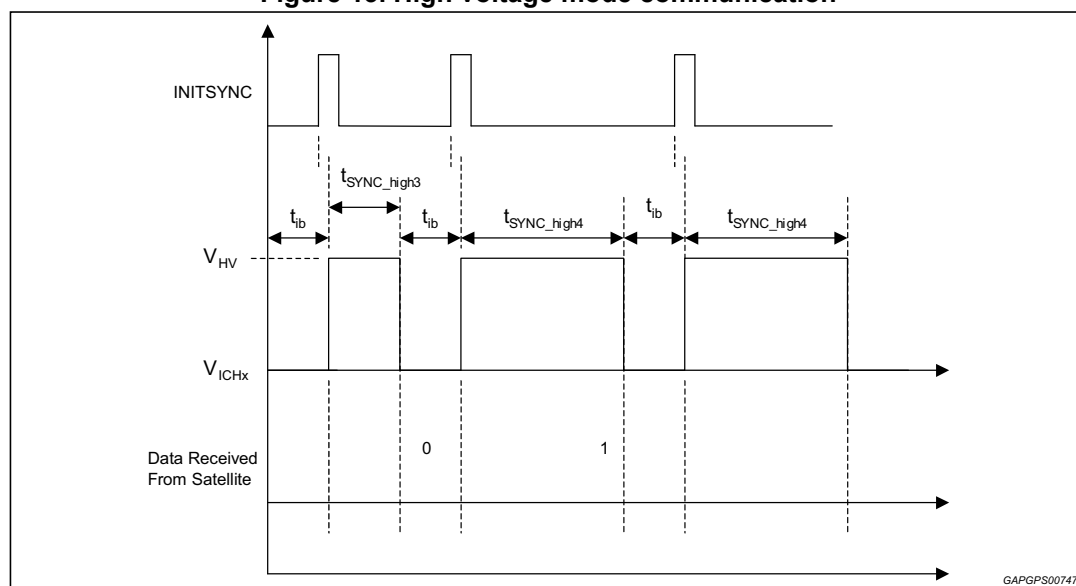 Figure 18. High voltage mode communication
INITSYNC
tSYNC_high3
tib
tib
tSYNC_high4
tib
tSYNC_high4
VHV
VICHx
0
1
Data Received
From Satellite
GAPGPS00747